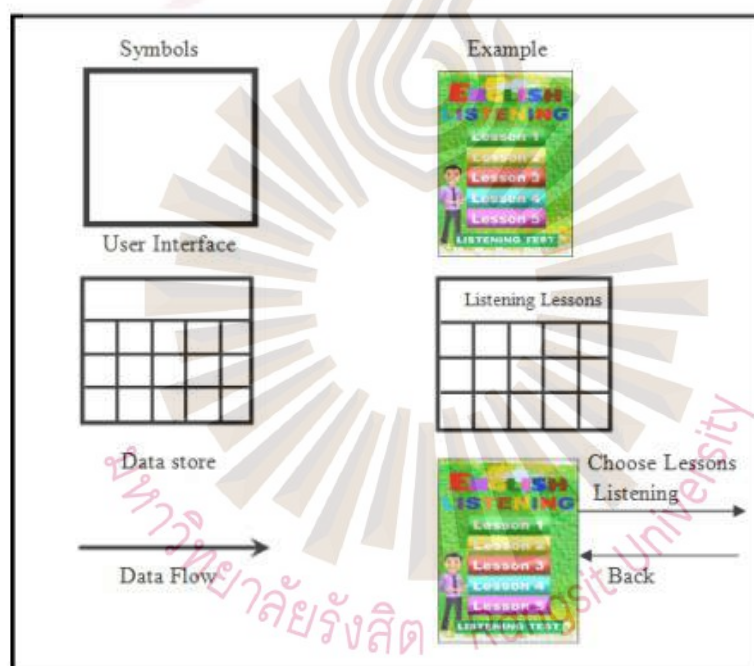 Symbols
Example
ENGLISH
LISTENING
Lesson 1
Lesson 2
Lesson 3
Lesson 4
Lesson 5
LISTENING TEST
User Interface
Listening Lessons
Data store
ENGLISH
LISTENING
Lesson 1
Lesson 2
Lesson 3
Lesson 4
Lesson 5
LISTENING TEST
Choose Lessons
Listening
Back
Data Flow
มหาวิทยาลัยรังสิต Rangsit University